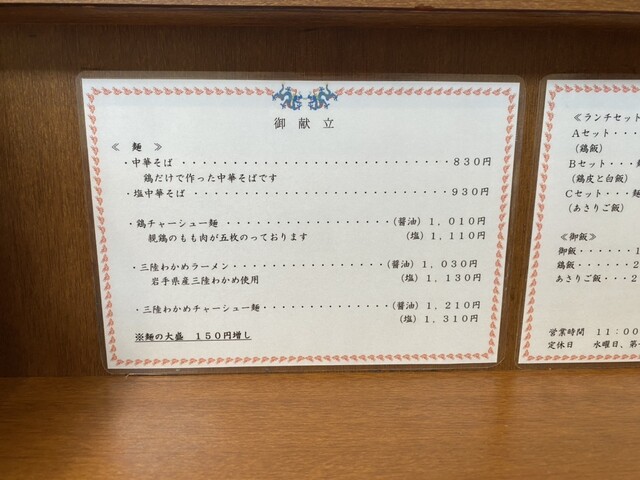 御献立
≪ 麺 ≫
・中華そば・・・・・・・・・・・・・・・・・・・・・・・・・・・830円
鶏だけで作った中華そばです
・塩中華そば・・・・・・・・・・・・・・・・・・・・・・・・・・930円
・鶏チャーシュー麺・・・・・・・・・・・・・・・・・(醤油)1,010円
親鶏のもも肉が五枚のっております (塩)1,110円
・三陸わかめラーメン・・・・・・・・・・・・・・・・(醤油)1,030円
岩手県産三陸わかめ使用 (塩)1,130円
・三陸わかめチャーシュー麺・・・・・・・・・・・・・(醤油)1,210円
(塩)1,310円
※麺の大盛 150円増し
≪ランチセット
Aセット・・・
(鶏飯)
Bセット・・・
(鶏皮と白飯)
Cセット・・・
(あさりご飯)
≪御飯≫
御飯・・・・・・1
鶏飯・・・・・・2
あさりご飯・・・2
営業時間 11:00
定休日 水曜日、第